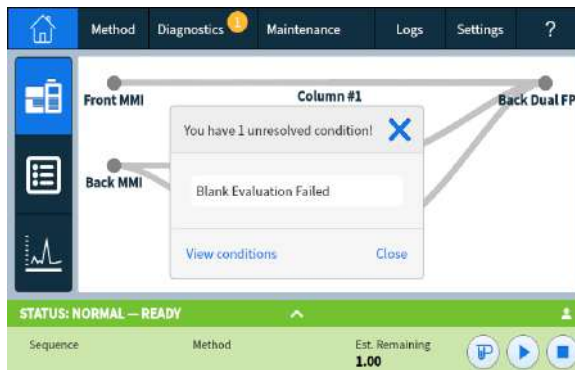 Method Diagnostics 1 Maintenance Logs Settings ?
Front MMI Column #1 Back Dual FP
You have 1 unresolved condition!
Back MMI
Blank Evaluation Failed
View conditions Close
STATUS: NORMAL — READY
Sequence Method Est. Remaining
1.00